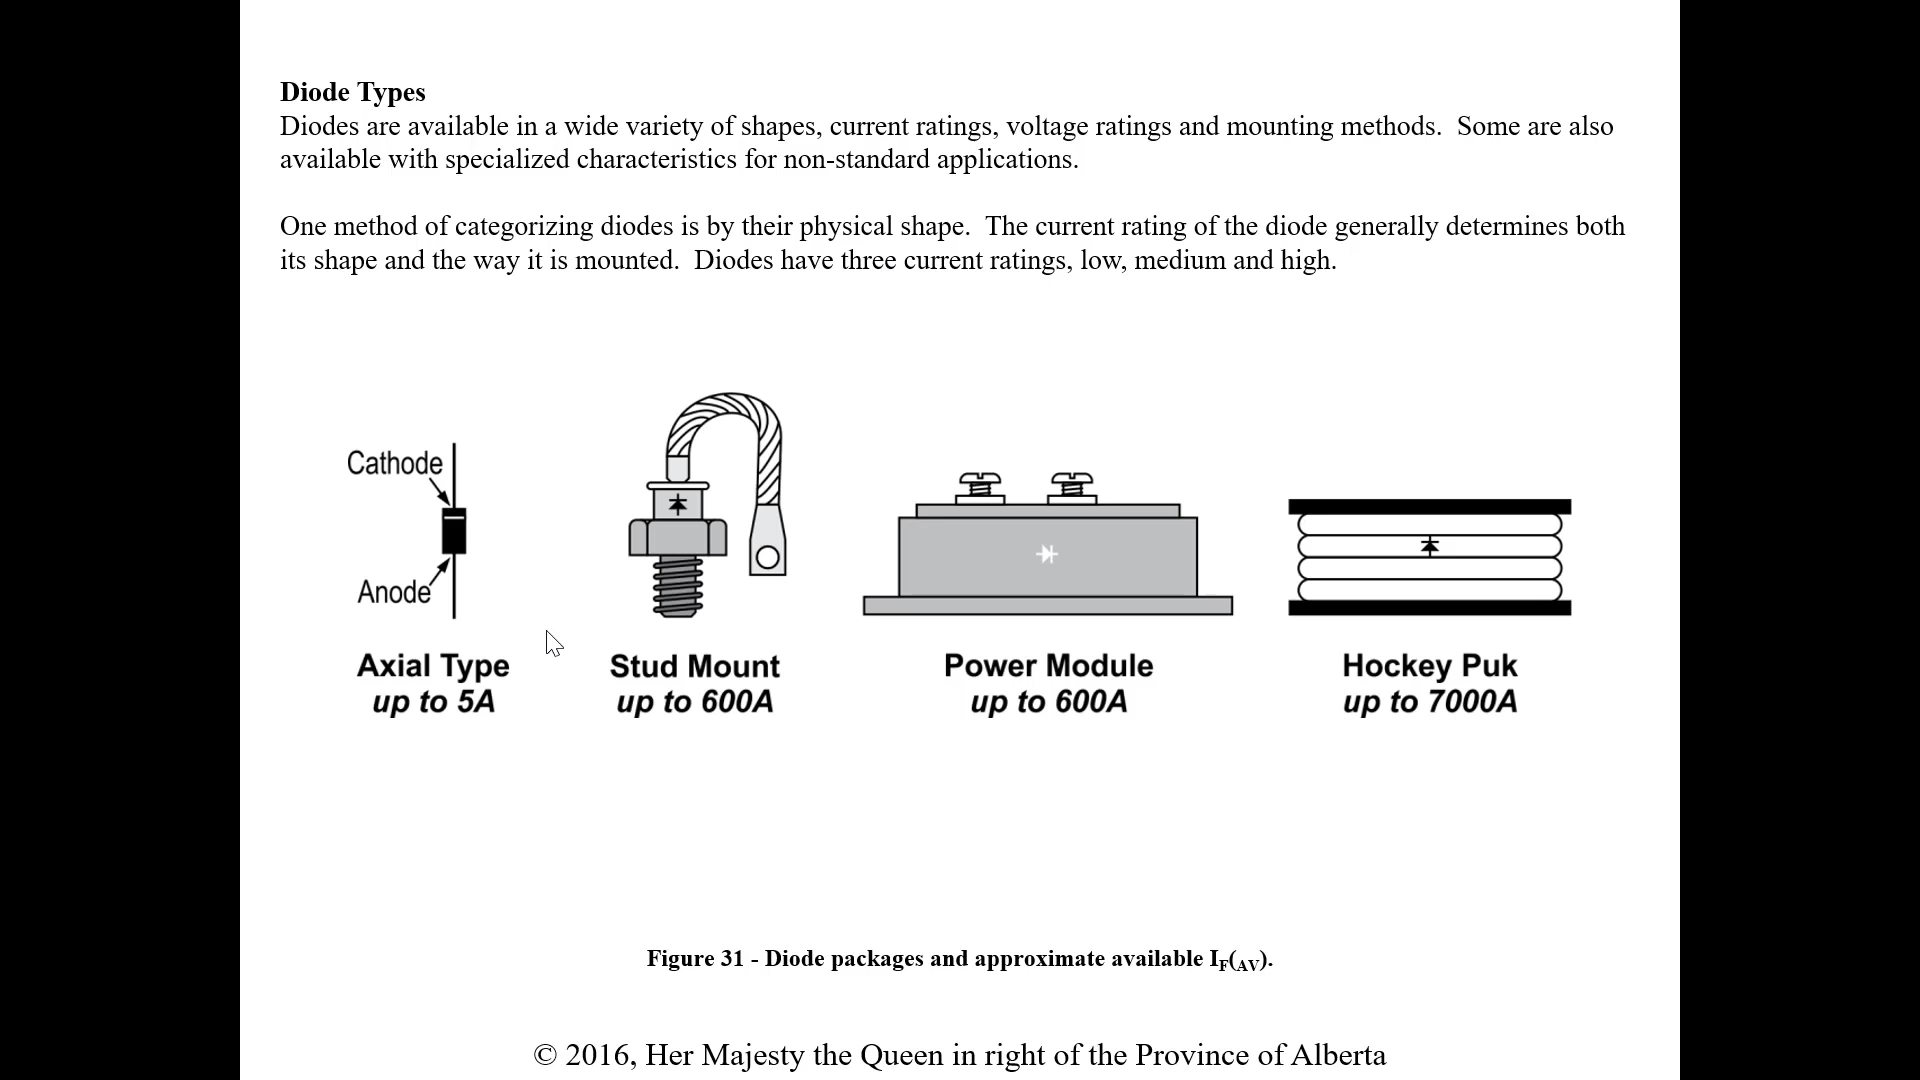 Diode Types
Diodes are available in a wide variety of shapes, current ratings, voltage ratings and mounting methods.  Some are also
available with specialized characteristics for non-standard applications.
One method of categorizing diodes is by their physical shape.  The current rating of the diode generally determines both
its shape and the way it is mounted.  Diodes have three current ratings, low, medium and high.
Cathode
Anode
Axial Type
up to 5A
Stud Mount
up to 600A
Power Module
up to 600A
Hockey Puk
up to 7000A
Figure 31 - Diode packages and approximate available IF(AV).
© 2016, Her Majesty the Queen in right of the Province of Alberta